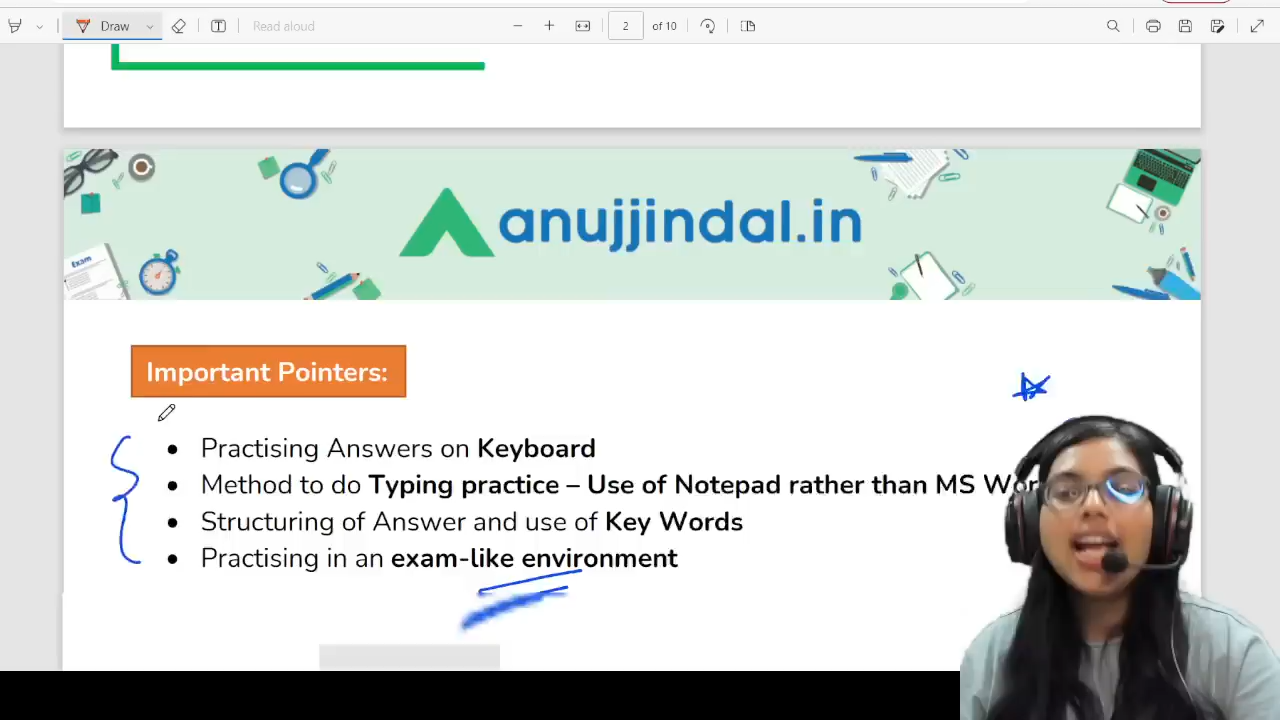 Draw
Read aloud
2 of 10
Exam
anujjindal.in
Important Pointers:
• Practising Answers on Keyboard
• Method to do Typing practice – Use of Notepad rather than MS Wor
• Structuring of Answer and use of Key Words
• Practising in an exam-like environment